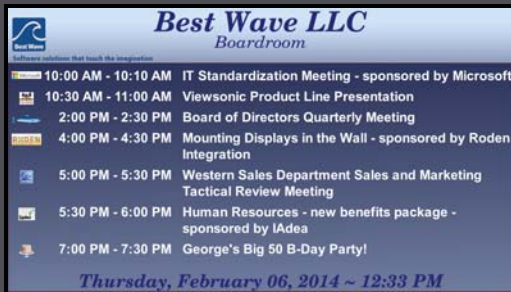 Best Wave LLC
Boardroom
Best Wave
Software solutions that touch the imagination
10:00 AM - 10:10 AM IT Standardization Meeting - sponsored by Microsoft
10:30 AM - 11:00 AM Viewsonic Product Line Presentation
2:00 PM - 2:30 PM Board of Directors Quarterly Meeting
RUDEN 4:00 PM - 4:30 PM Mounting Displays in the Wall - sponsored by Roden
Integration
5:00 PM - 5:30 PM Western Sales Department Sales and Marketing
Tactical Review Meeting
5:30 PM - 6:00 PM Human Resources - new benefits package -
sponsored by IAdea
7:00 PM - 7:30 PM George's Big 50 B-Day Party!
Thursday, February 06, 2014 ~ 12:33 PM